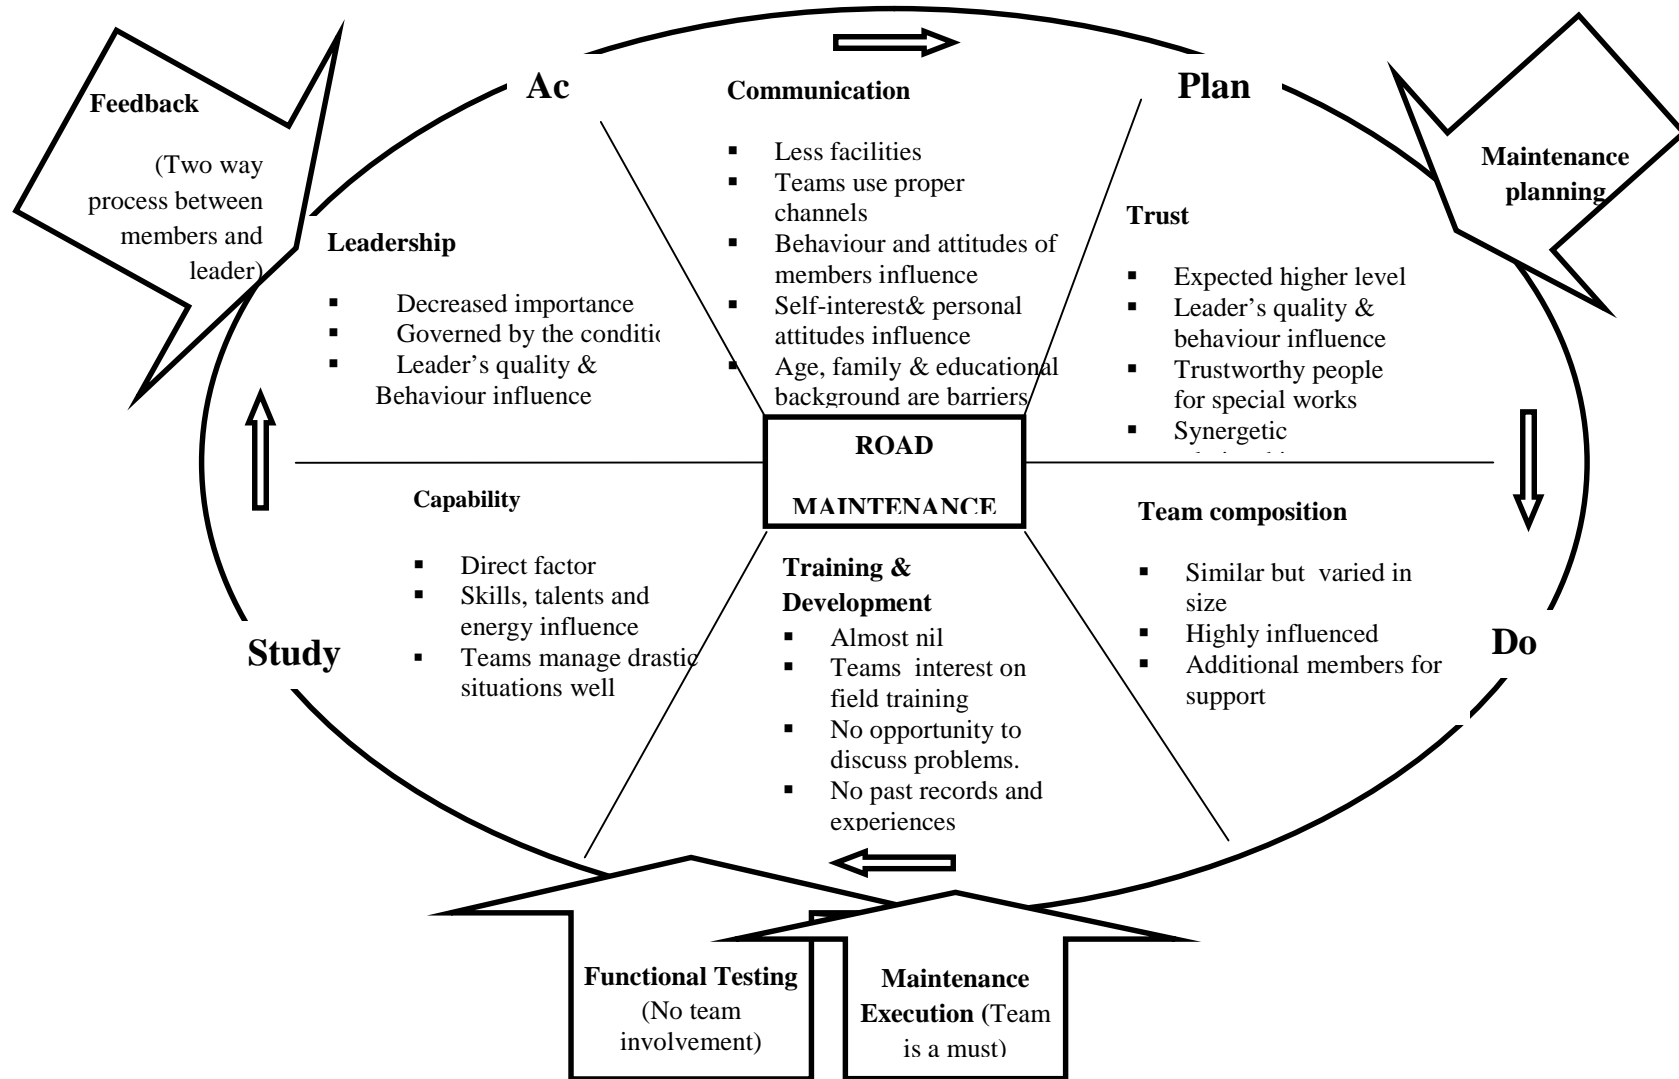 Ac
Plan
Do
Study
Feedback
(Two way
process between
members and
leader)
Maintenance
planning
Communication
▪ Less facilities
▪ Teams use proper
channels
▪ Behaviour and attitudes of
members influence
▪ Self-interest& personal
attitudes influence
▪ Age, family & educational
background are barriers
Trust
▪ Expected higher level
▪ Leader’s quality &
behaviour influence
▪ Trustworthy people
for special works
▪ Synergetic
Leadership
▪ Decreased importance
▪ Governed by the conditio
▪ Leader’s quality &
Behaviour influence
ROAD
MAINTENANCE
Capability
▪ Direct factor
▪ Skills, talents and
energy influence
▪ Teams manage drastic
situations well
Training &
Development
▪ Almost nil
▪ Teams interest on
field training
▪ No opportunity to
discuss problems.
▪ No past records and
experiences
Team composition
▪ Similar but varied in
size
▪ Highly influenced
▪ Additional members for
support
Functional Testing
(No team
involvement)
Maintenance
Execution (Team
is a must)